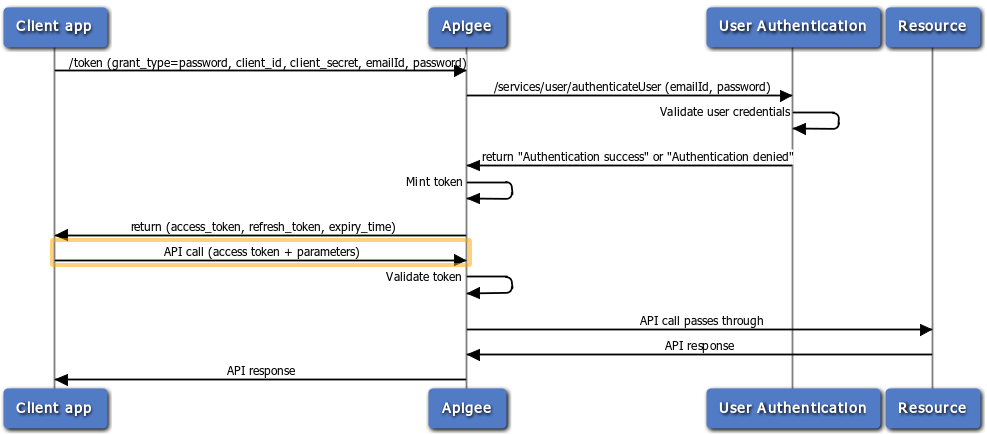 Client app
Apigee
User Authentication
Resource
/token (grant_type=password, client_id, client_secret, emailId, password)
/services/user/authenticateUser (emailId, password)
Validate user credentials
return "Authentication success" or "Authentication denied"
Mint token
return (access_token, refresh_token, expiry_time)
API call (access token + parameters)
Validate token
API call passes through
API response
API response
Client app
Apigee
User Authentication
Resource